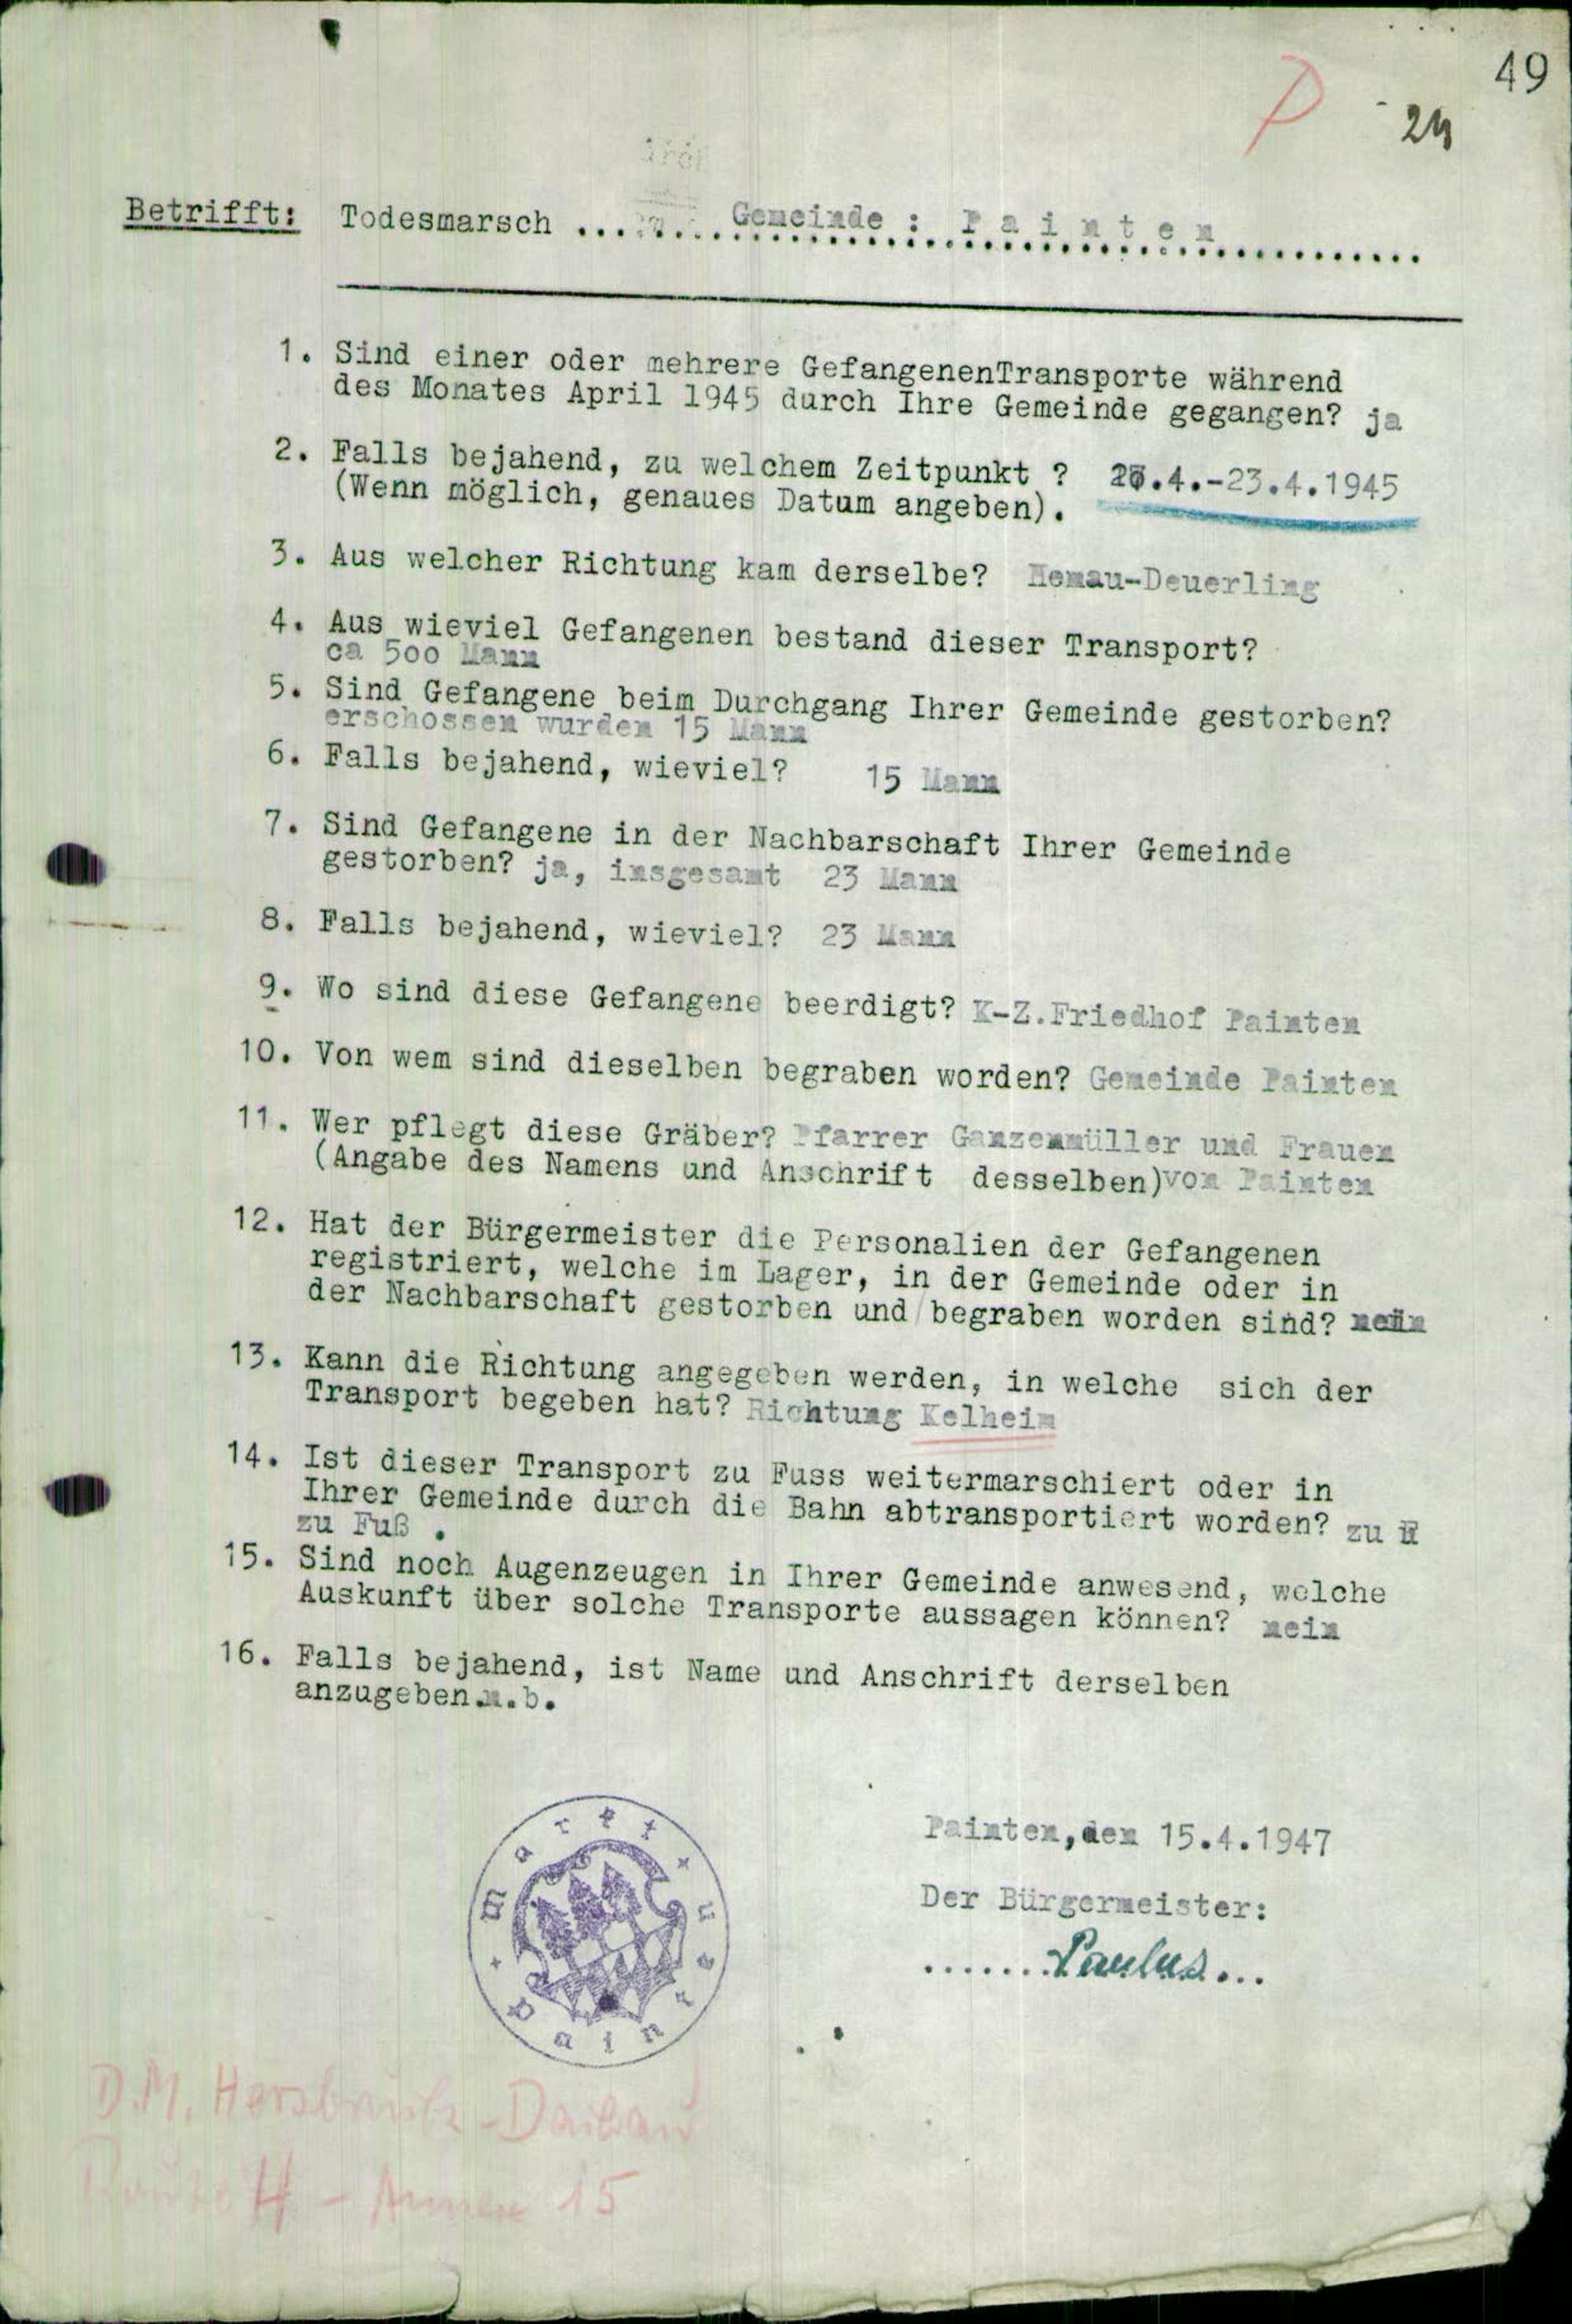 49
24
Betrifft: Todesmarsch ........Gemeinde : P a i n t e n..........
1. Sind einer oder mehrere GefangenenTransporte während
des Monates April 1945 durch Ihre Gemeinde gegangen? ja
2. Falls bejahend, zu welchem Zeitpunkt ? .4.-23.4.1945
(Wenn möglich, genaues Datum angeben).
3. Aus welcher Richtung kam derselbe? Hemau-Deuerling
4. Aus wieviel Gefangenen bestand dieser Transport?
ca 500 Mann
5. Sind Gefangene beim Durchgang Ihrer Gemeinde gestorben?
erschossen wurden 15 Mann
6. Falls bejahend, wieviel? 15 Mann
7. Sind Gefangene in der Nachbarschaft Ihrer Gemeinde
gestorben? ja, insgesamt 23 Mann
8. Falls bejahend, wieviel? 23 Mann
9. Wo sind diese Gefangene beerdigt? K-Z.Friedhof Painten
10. Von wem sind dieselben begraben worden? Gemeinde Painten
11. Wer pflegt diese Gräber? Pfarrer Ganzenmüller und Frauen
(Angabe des Namens und Anschrift desselben)von Painten
12. Hat der Bürgermeister die Personalien der Gefangenen
registriert, welche im Lager, in der Gemeinde oder in
der Nachbarschaft gestorben und begraben worden sind? nein
13. Kann die Richtung angegeben werden, in welche sich der
Transport begeben hat? Richtung Kelheim
14. Ist dieser Transport zu Fuss weitermarschiert oder in
Ihrer Gemeinde durch die Bahn abtransportiert worden? zu F
zu Fuß .
15. Sind noch Augenzeugen in Ihrer Gemeinde anwesend, welche
Auskunft über solche Transporte aussagen können? nein
16. Falls bejahend, ist Name und Anschrift derselben
anzugeben.n.b.
Painten,den 15.4.1947
Der Bürgermeister:
.......Paulus...
D.M. Hersbruck - Dachau
Route H - Annex 15